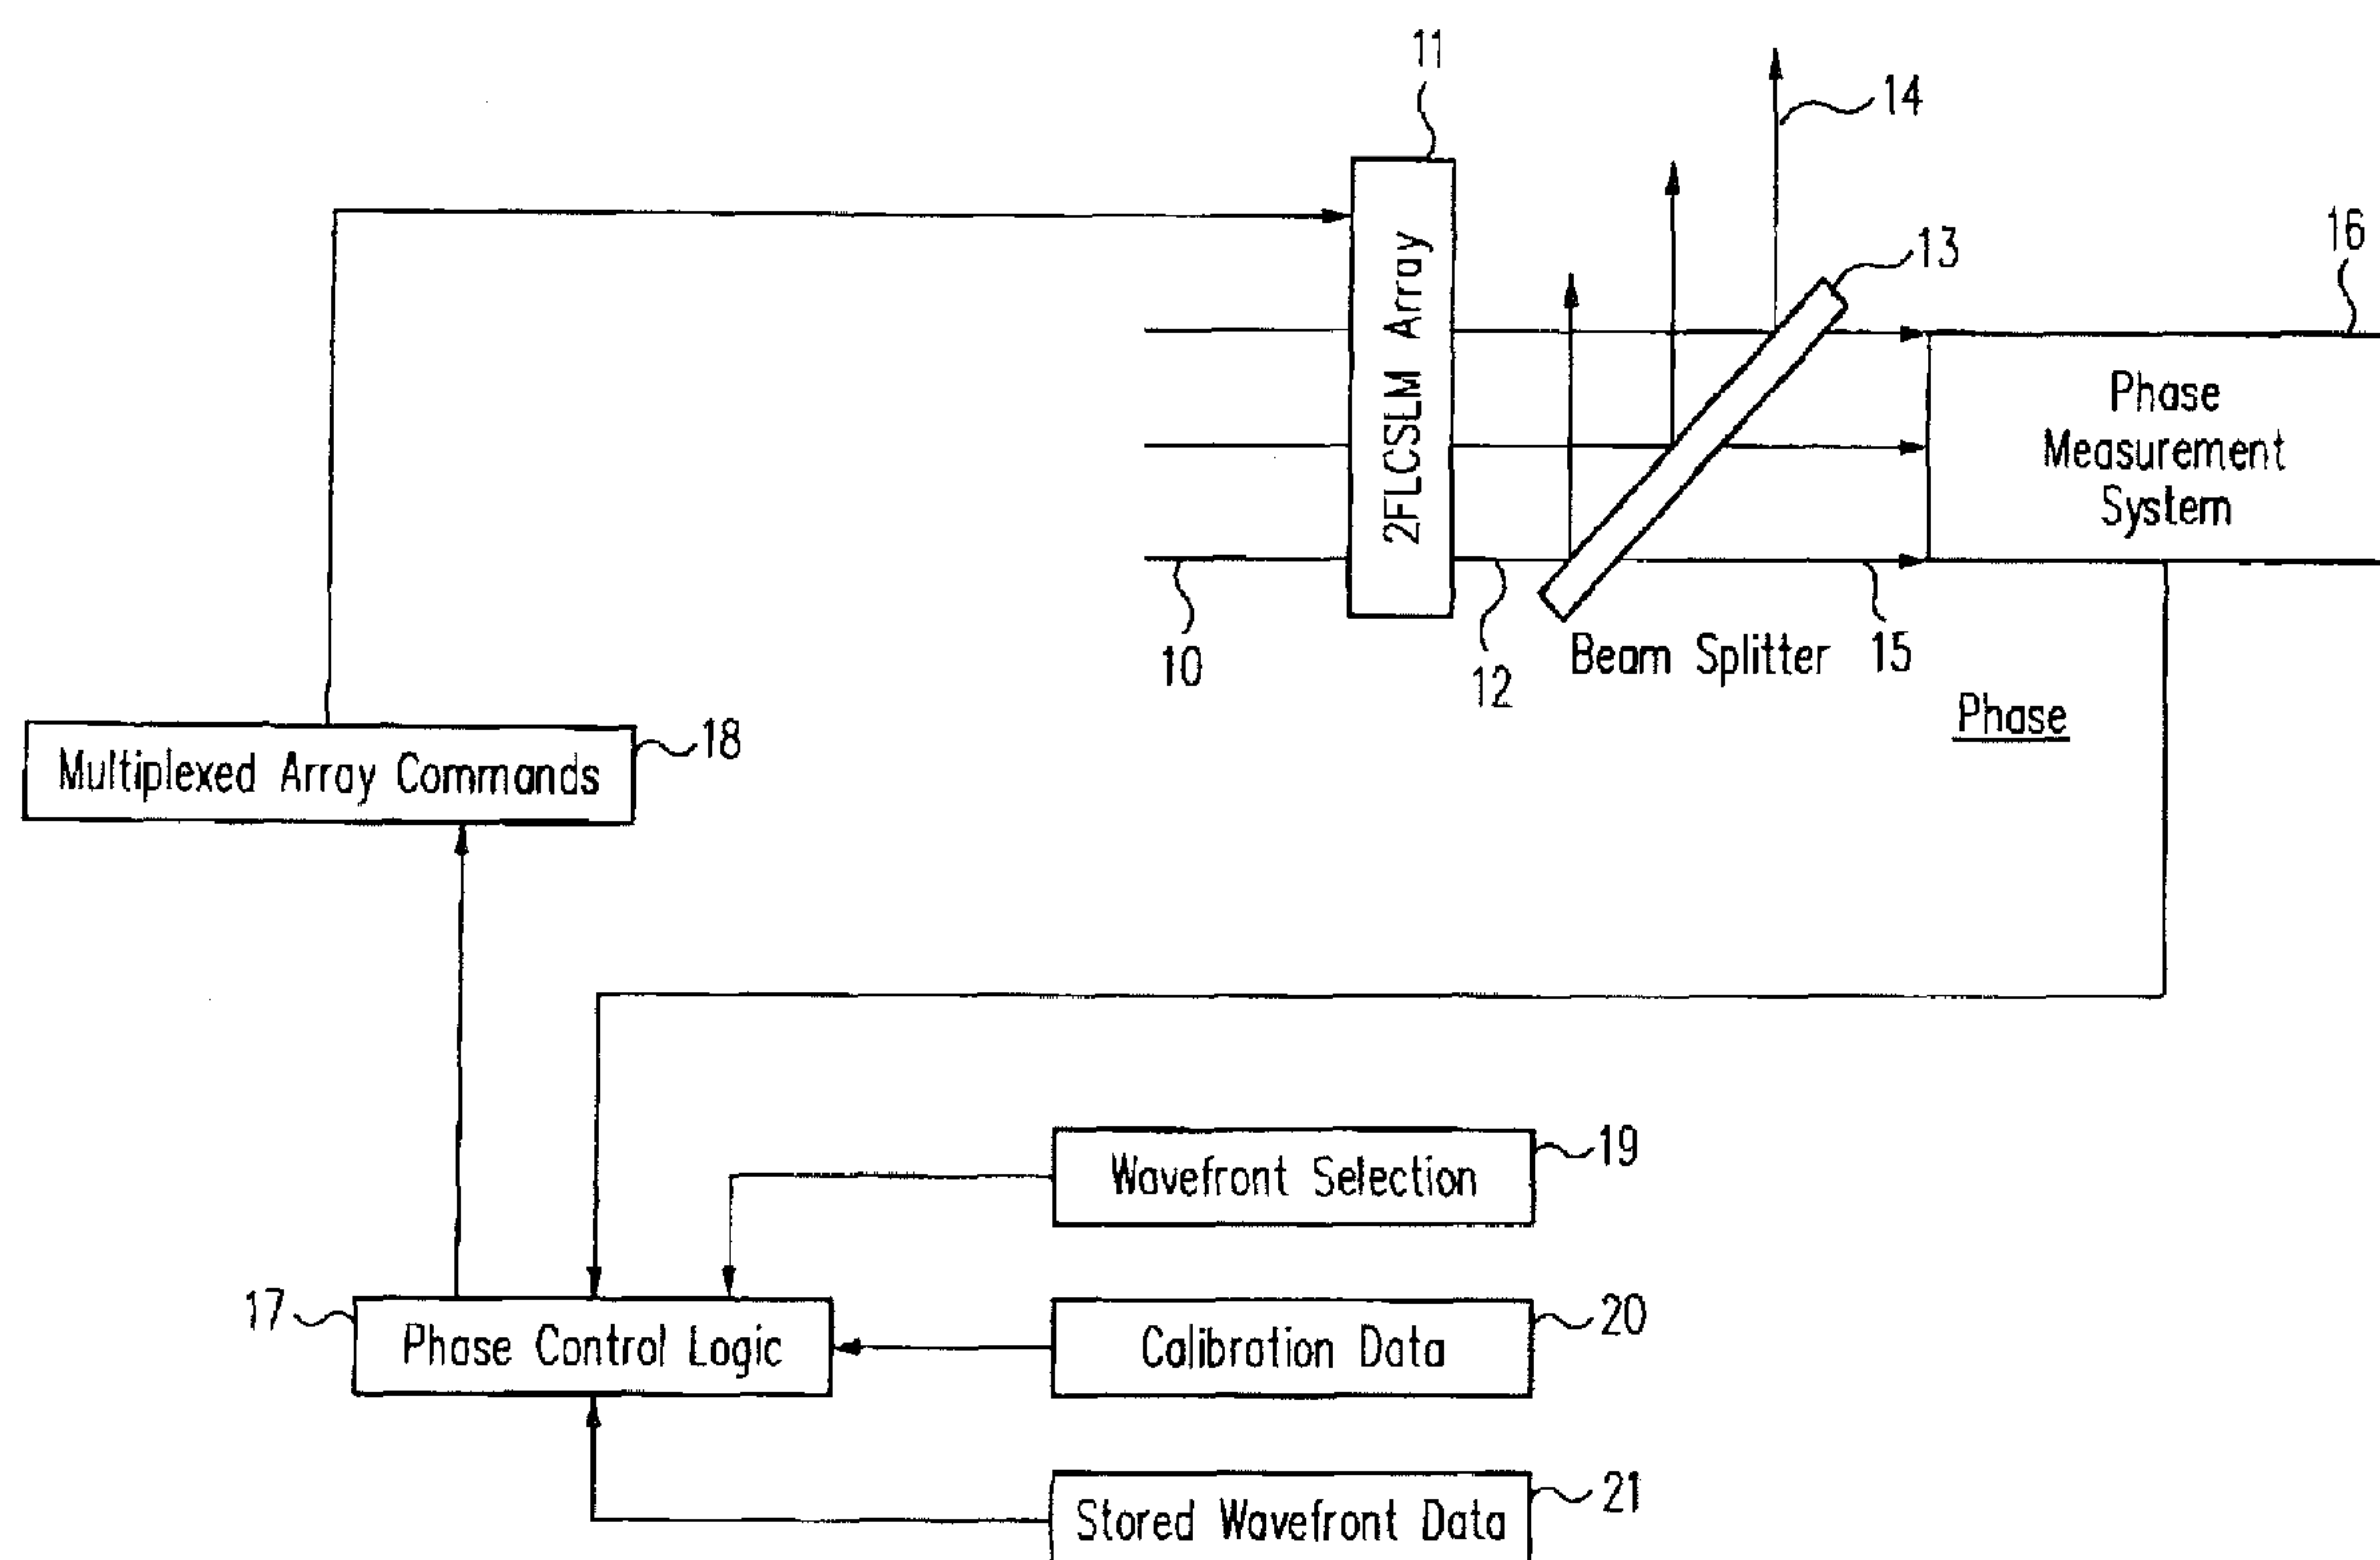 11
14
13
16
2FLCSLM Array
Phase
Measurement
System
10
12
Beam Splitter
15
Phase
Multiplexed Array Commands
18
Wavefront Selection
19
17
Phase Control Logic
Calibration Data
20
Stored Wavefront Data
21